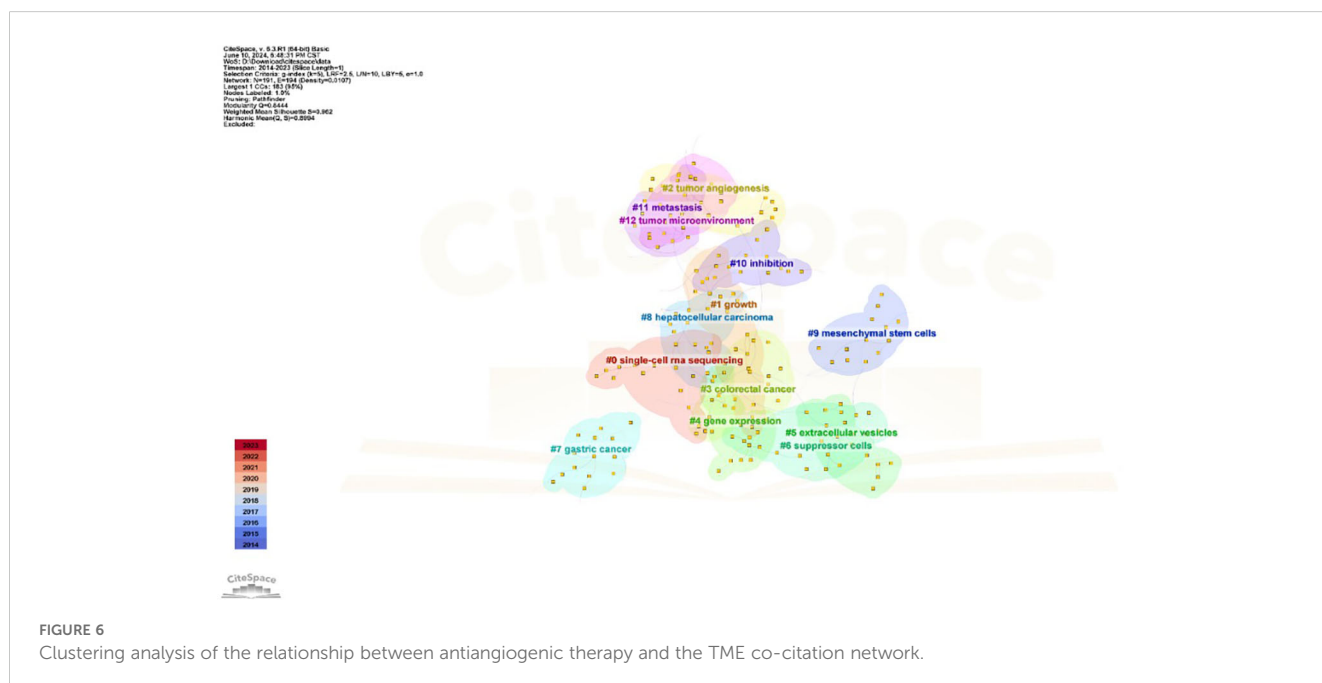 CiteSpace, v. 6.3.R1 (64-bit) Basic
June 10, 2024, 5:48:31 PM CST
WoS: D:\Download\citespace\data
Timespan: 2014-2023 (Slice Length=1)
Selection Criteria: g-index (k=5), LRF=2.5, L/N=10, LBY=5, e=1.0
Network: N=191, E=194 (Density=0.0107)
Largest 1 CCs: 183 (95%)
Nodes Labeled: 1.0%
Pruning: Pathfinder
Modularity Q=0.8444
Weighted Mean Silhouette S=0.962
Harmonic Mean(Q, S)=0.8994
Excluded:
CiteSpace
#2 tumor angiogenesis
#11 metastasis
#12 tumor microenvironment
#10 inhibition
#1 growth
#8 hepatocellular carcinoma
#9 mesenchymal stem cells
#0 single-cell rna sequencing
#3 colorectal cancer
#4 gene expression
#5 extracellular vesicles
#6 suppressor cells
#7 gastric cancer
2023
2022
2021
2020
2019
2018
2017
2016
2015
2014
CiteSpace
FIGURE 6
Clustering analysis of the relationship between antiangiogenic therapy and the TME co-citation network.